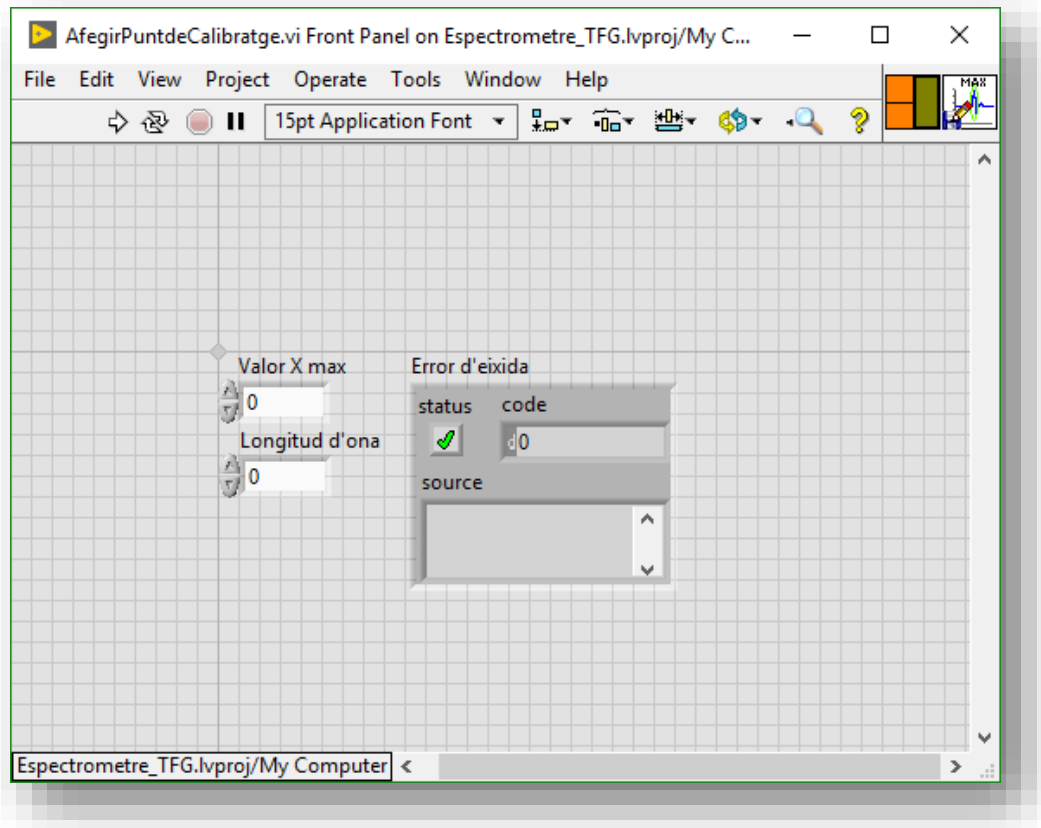 AfegirPuntdeCalibratge.vi Front Panel on Espectrometre_TFG.lvproj/My C...
File Edit View Project Operate Tools Window Help
15pt Application Font
MAX
Valor X max
0
Longitud d'ona
0
Error d'eixida
status code
d 0
source
Espectrometre_TFG.lvproj/My Computer